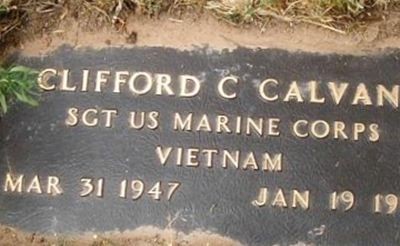 CLIFFORD C CALVAN
SGT US MARINE CORPS
VIETNAM
MAR 31 1947 JAN 19 19